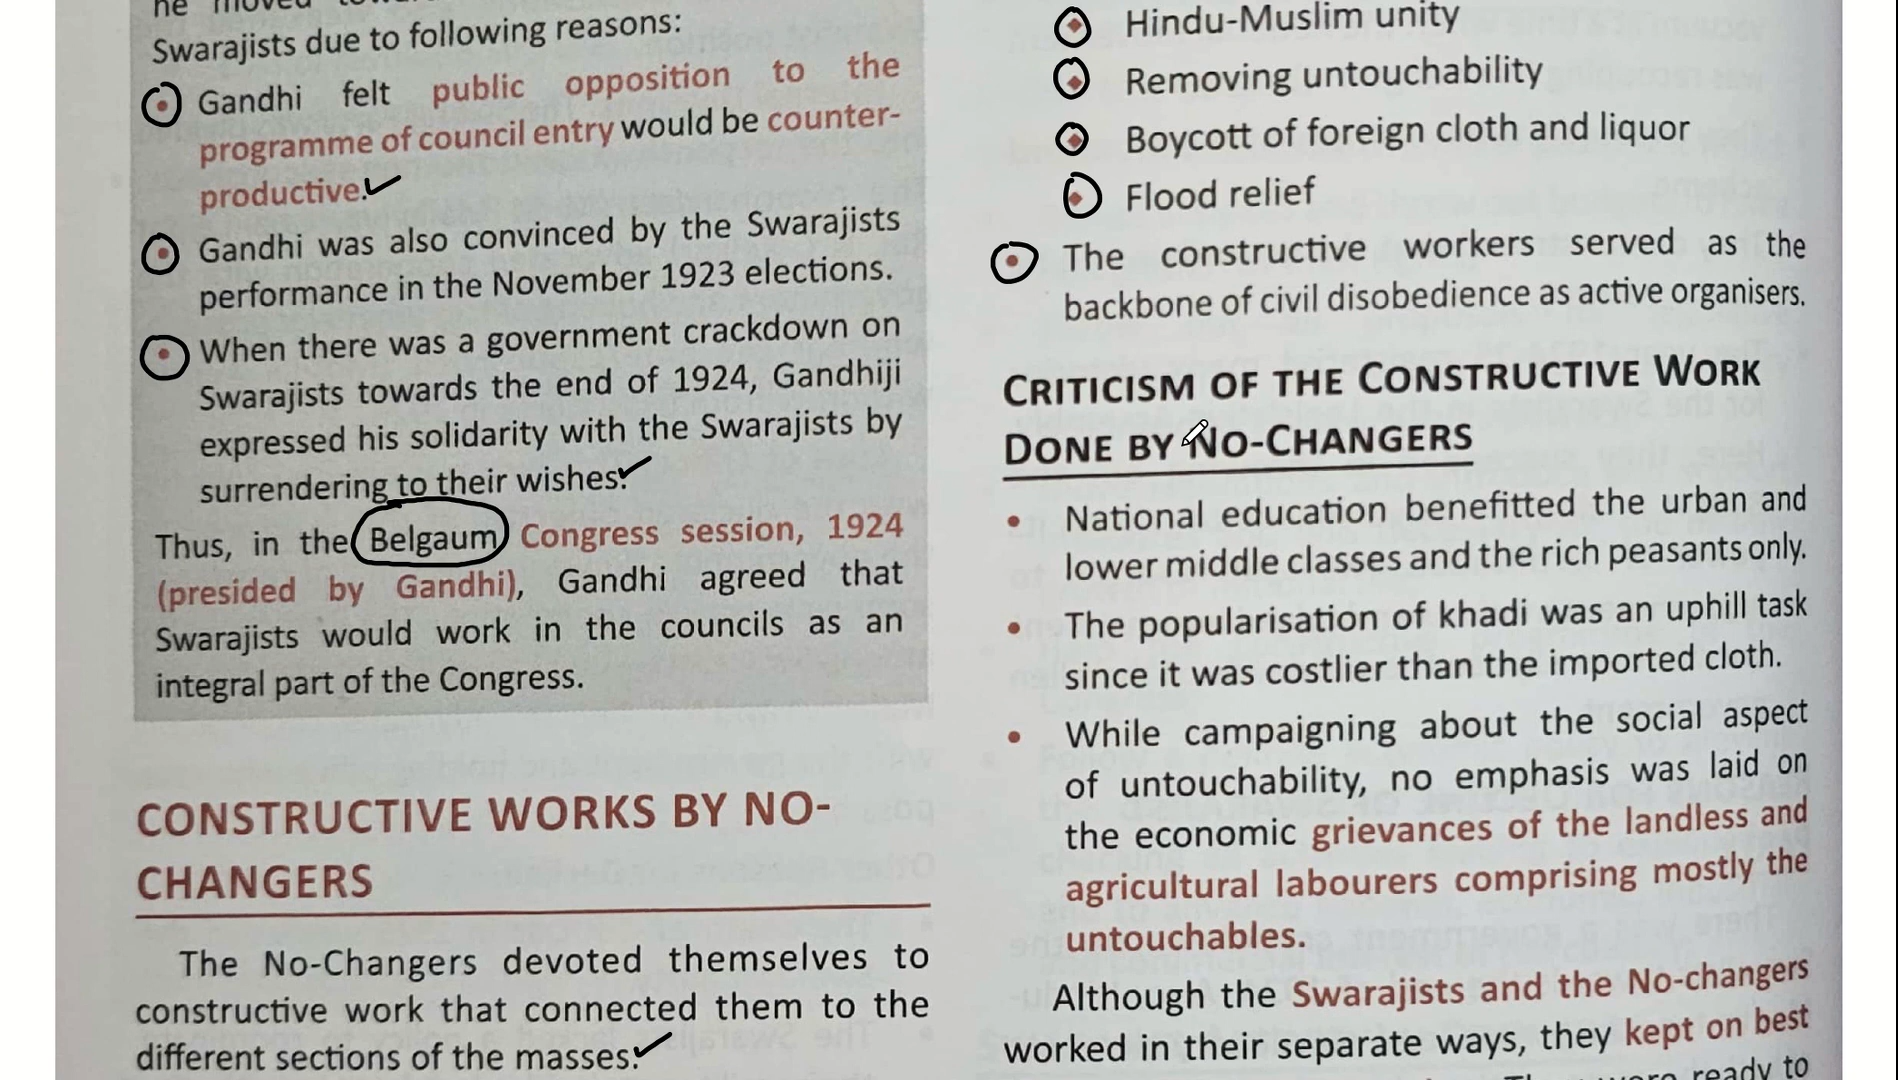 he moved
Swarajists due to following reasons:
• Gandhi felt public opposition to the
programme of council entry would be counter-
productive.
• Gandhi was also convinced by the Swarajists
performance in the November 1923 elections.
• When there was a government crackdown on
Swarajists towards the end of 1924, Gandhiji
expressed his solidarity with the Swarajists by
surrendering to their wishes.
Thus, in the Belgaum Congress session, 1924
(presided by Gandhi), Gandhi agreed that
Swarajists would work in the councils as an
integral part of the Congress.
CONSTRUCTIVE WORKS BY NO-
CHANGERS
The No-Changers devoted themselves to
constructive work that connected them to the
different sections of the masses.
Hindu-Muslim unity
Removing untouchability
Boycott of foreign cloth and liquor
Flood relief
• The constructive workers served as the
backbone of civil disobedience as active organisers.
CRITICISM OF THE CONSTRUCTIVE WORK
DONE BY NO-CHANGERS
• National education benefitted the urban and
lower middle classes and the rich peasants only.
• The popularisation of khadi was an uphill task
since it was costlier than the imported cloth.
• While campaigning about the social aspect
of untouchability, no emphasis was laid on
the economic grievances of the landless and
agricultural labourers comprising mostly the
untouchables.
Although the Swarajists and the No-changers
worked in their separate ways, they kept on best
ready to